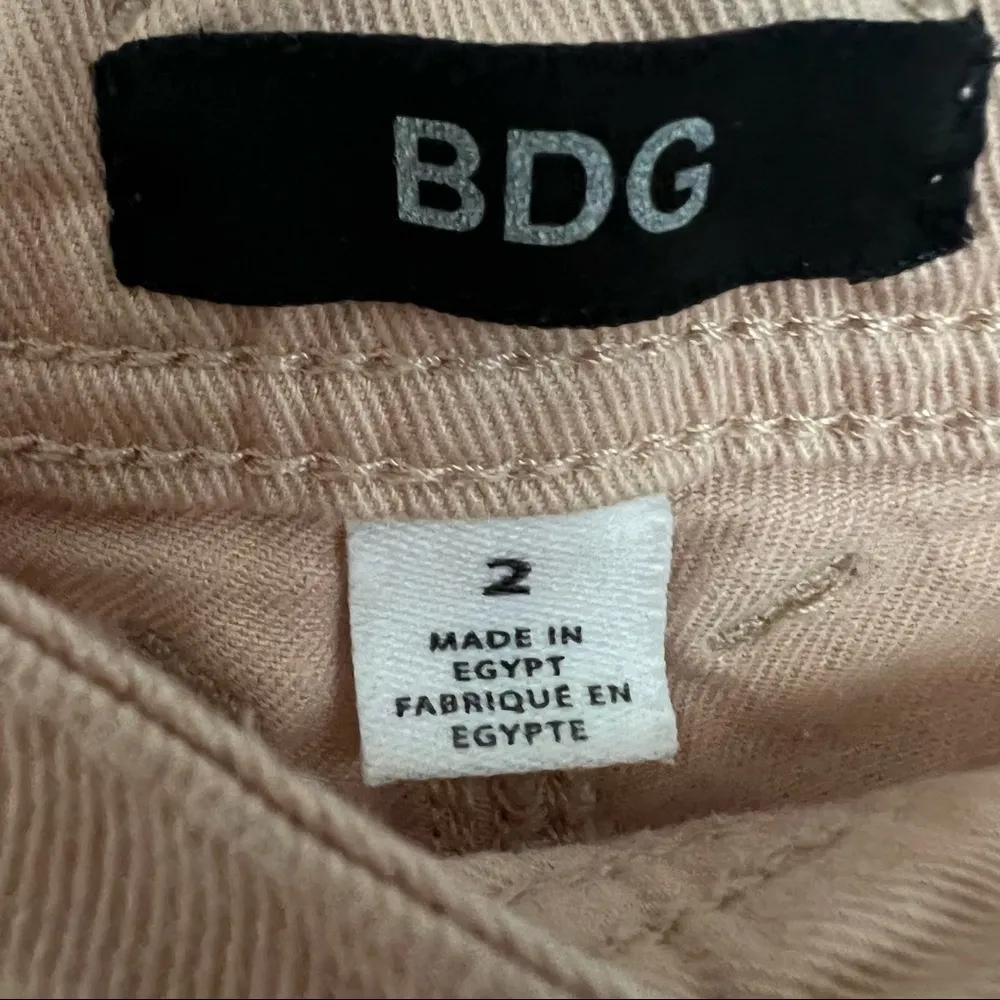 BDG
2
MADE IN
EGYPT
FABRIQUE EN
EGYPTE